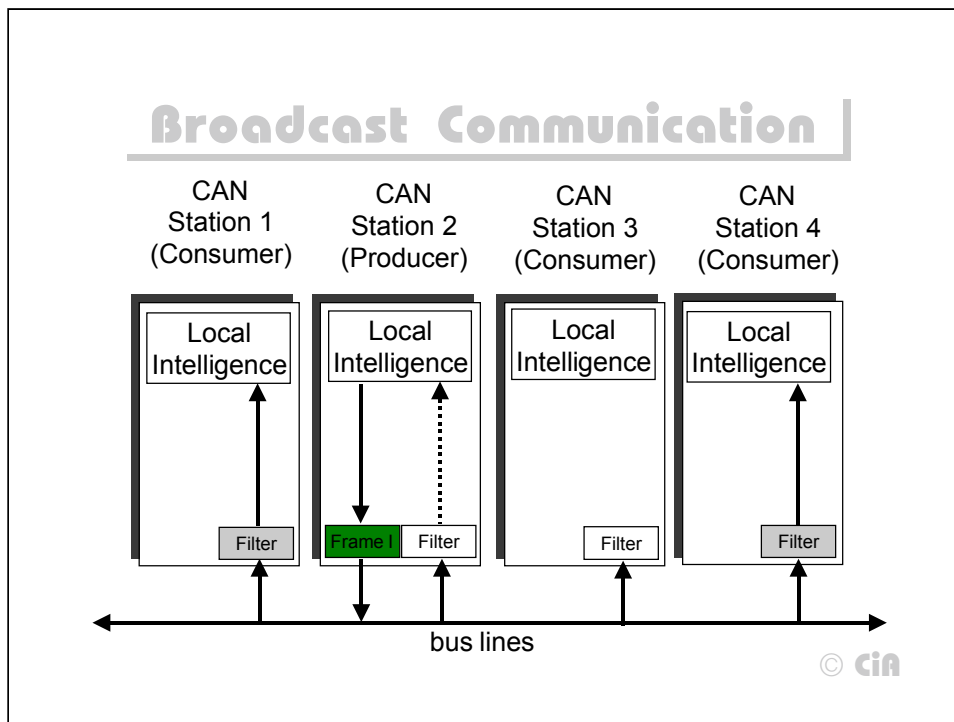 Broadcast Communication
CAN
Station 1
(Consumer)
CAN
Station 2
(Producer)
CAN
Station 3
(Consumer)
CAN
Station 4
(Consumer)
Local
Intelligence
Local
Intelligence
Local
Intelligence
Local
Intelligence
Filter
Frame I
Filter
Filter
Filter
bus lines
© CiA